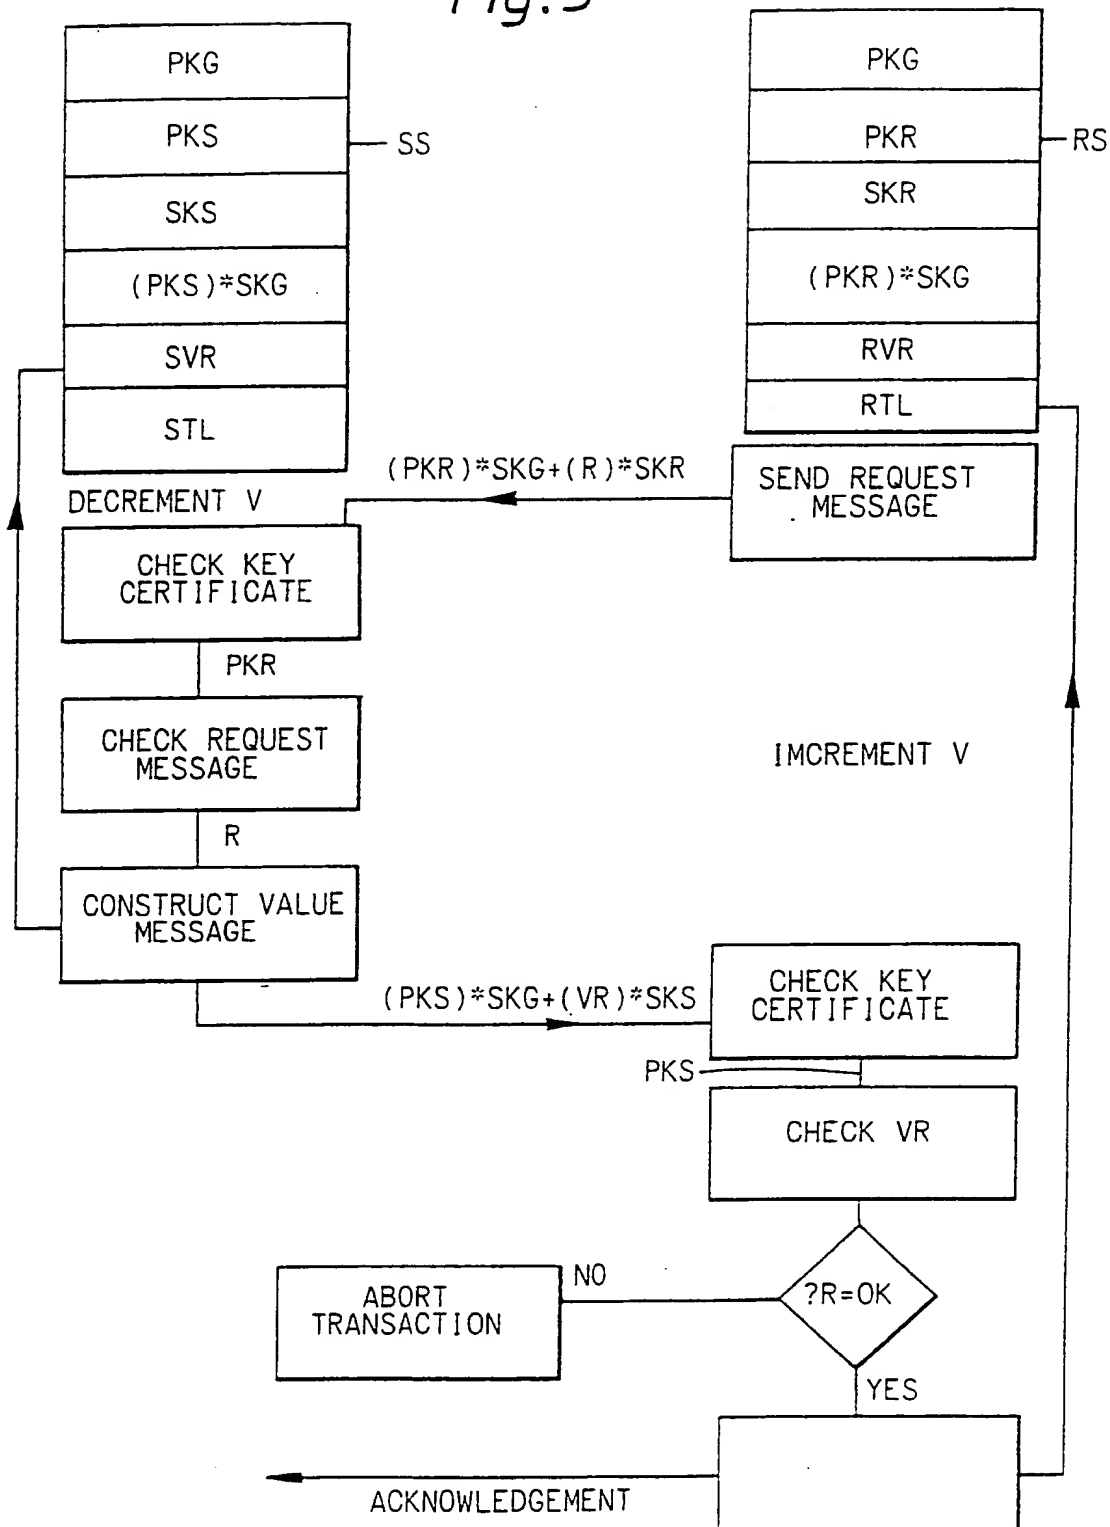 Fig. 3
PKG
PKS
SS
SKS
(PKS)*SKG
SVR
STL
PKG
PKR
RS
SKR
(PKR)*SKG
RVR
RTL
DECREMENT V
(PKR)*SKG+(R)*SKR
SEND REQUEST
MESSAGE
CHECK KEY
CERTIFICATE
PKR
CHECK REQUEST
MESSAGE
IMCREMENT V
R
CONSTRUCT VALUE
MESSAGE
(PKS)*SKG+(VR)*SKS
CHECK KEY
CERTIFICATE
PKS
CHECK VR
?R=OK
NO
ABORT
TRANSACTION
YES
ACKNOWLEDGEMENT